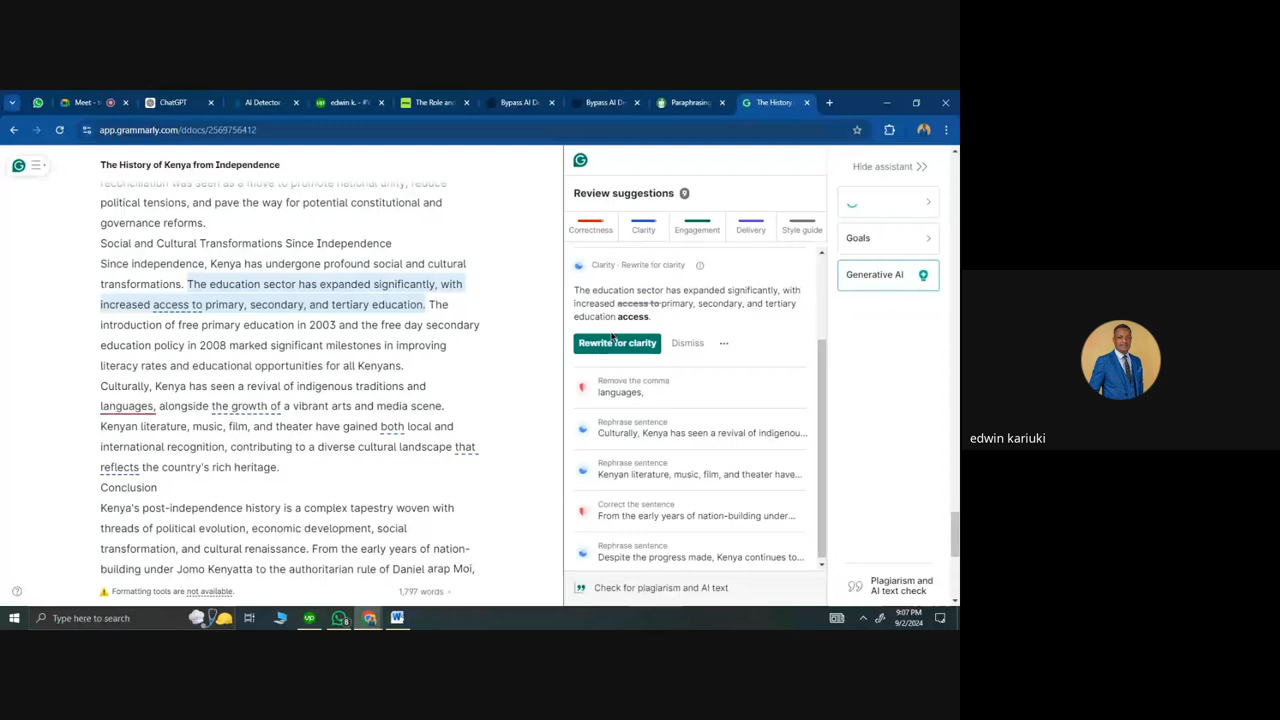 Meet -
ChatGPT
AI Detector
edwin k. -
The Role and
Bypass AI De
Bypass AI De
Paraphrasing
The History
app.grammarly.com/ddocs/2569756412
The History of Kenya from Independence
reconciliation was seen as a move to promote national unity, reduce
political tensions, and pave the way for potential constitutional and
governance reforms.
Social and Cultural Transformations Since Independence
Since independence, Kenya has undergone profound social and cultural
transformations. The education sector has expanded significantly, with
increased access to primary, secondary, and tertiary education. The
introduction of free primary education in 2003 and the free day secondary
education policy in 2008 marked significant milestones in improving
literacy rates and educational opportunities for all Kenyans.
Culturally, Kenya has seen a revival of indigenous traditions and
languages, alongside the growth of a vibrant arts and media scene.
Kenyan literature, music, film, and theater have gained both local and
international recognition, contributing to a diverse cultural landscape that
reflects the country's rich heritage.
Conclusion
Kenya's post-independence history is a complex tapestry woven with
threads of political evolution, economic development, social
transformation, and cultural renaissance. From the early years of nation-
building under Jomo Kenyatta to the authoritarian rule of Daniel arap Moi,
Formatting tools are not available.
1,797 words
Review suggestions 9
Correctness
Clarity
Engagement
Delivery
Style guide
Clarity · Rewrite for clarity
The education sector has expanded significantly, with
increased access to primary, secondary, and tertiary
education access.
Rewrite for clarity
Dismiss
Remove the comma
languages,
Rephrase sentence
Culturally, Kenya has seen a revival of indigenou...
Rephrase sentence
Kenyan literature, music, film, and theater have...
Correct the sentence
From the early years of nation-building under...
Rephrase sentence
Despite the progress made, Kenya continues to...
Check for plagiarism and AI text
Hide assistant
Goals
Generative AI
Plagiarism and
AI text check
edwin kariuki
Type here to search
9:07 PM
9/2/2024